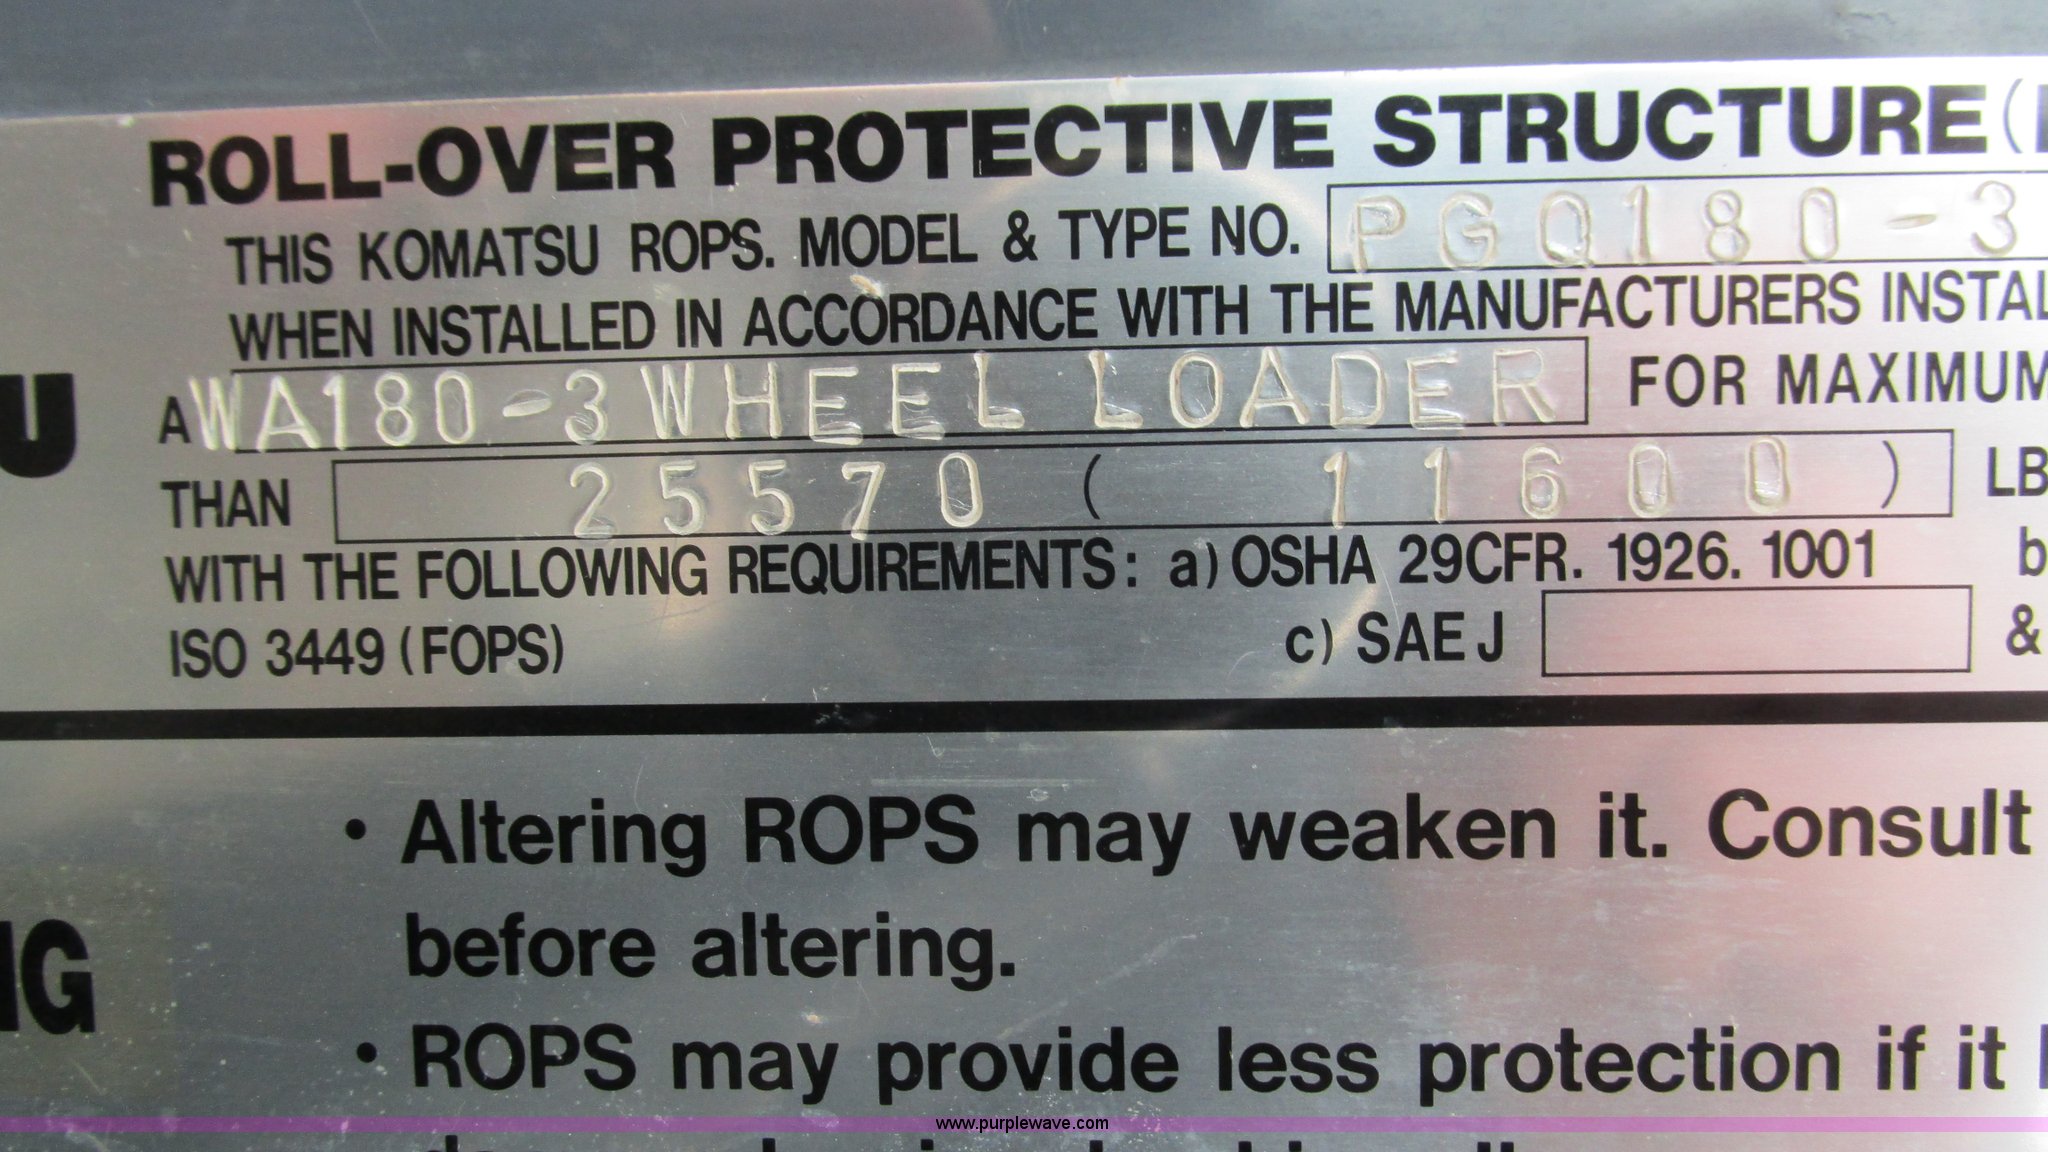 ROLL-OVER PROTECTIVE STRUCTURE (
THIS KOMATSU ROPS. MODEL & TYPE NO. PGQ180-3
WHEN INSTALLED IN ACCORDANCE WITH THE MANUFACTURERS INSTAL
U
A WA180-3 WHEEL LOADER FOR MAXIMUM
THAN 25570 ( 11600 ) LB
WITH THE FOLLOWING REQUIREMENTS: a) OSHA 29CFR. 1926. 1001 b
ISO 3449 (FOPS) c) SAE J &
• Altering ROPS may weaken it. Consult
before altering.
NG
• ROPS may provide less protection if it
www.purplewave.com